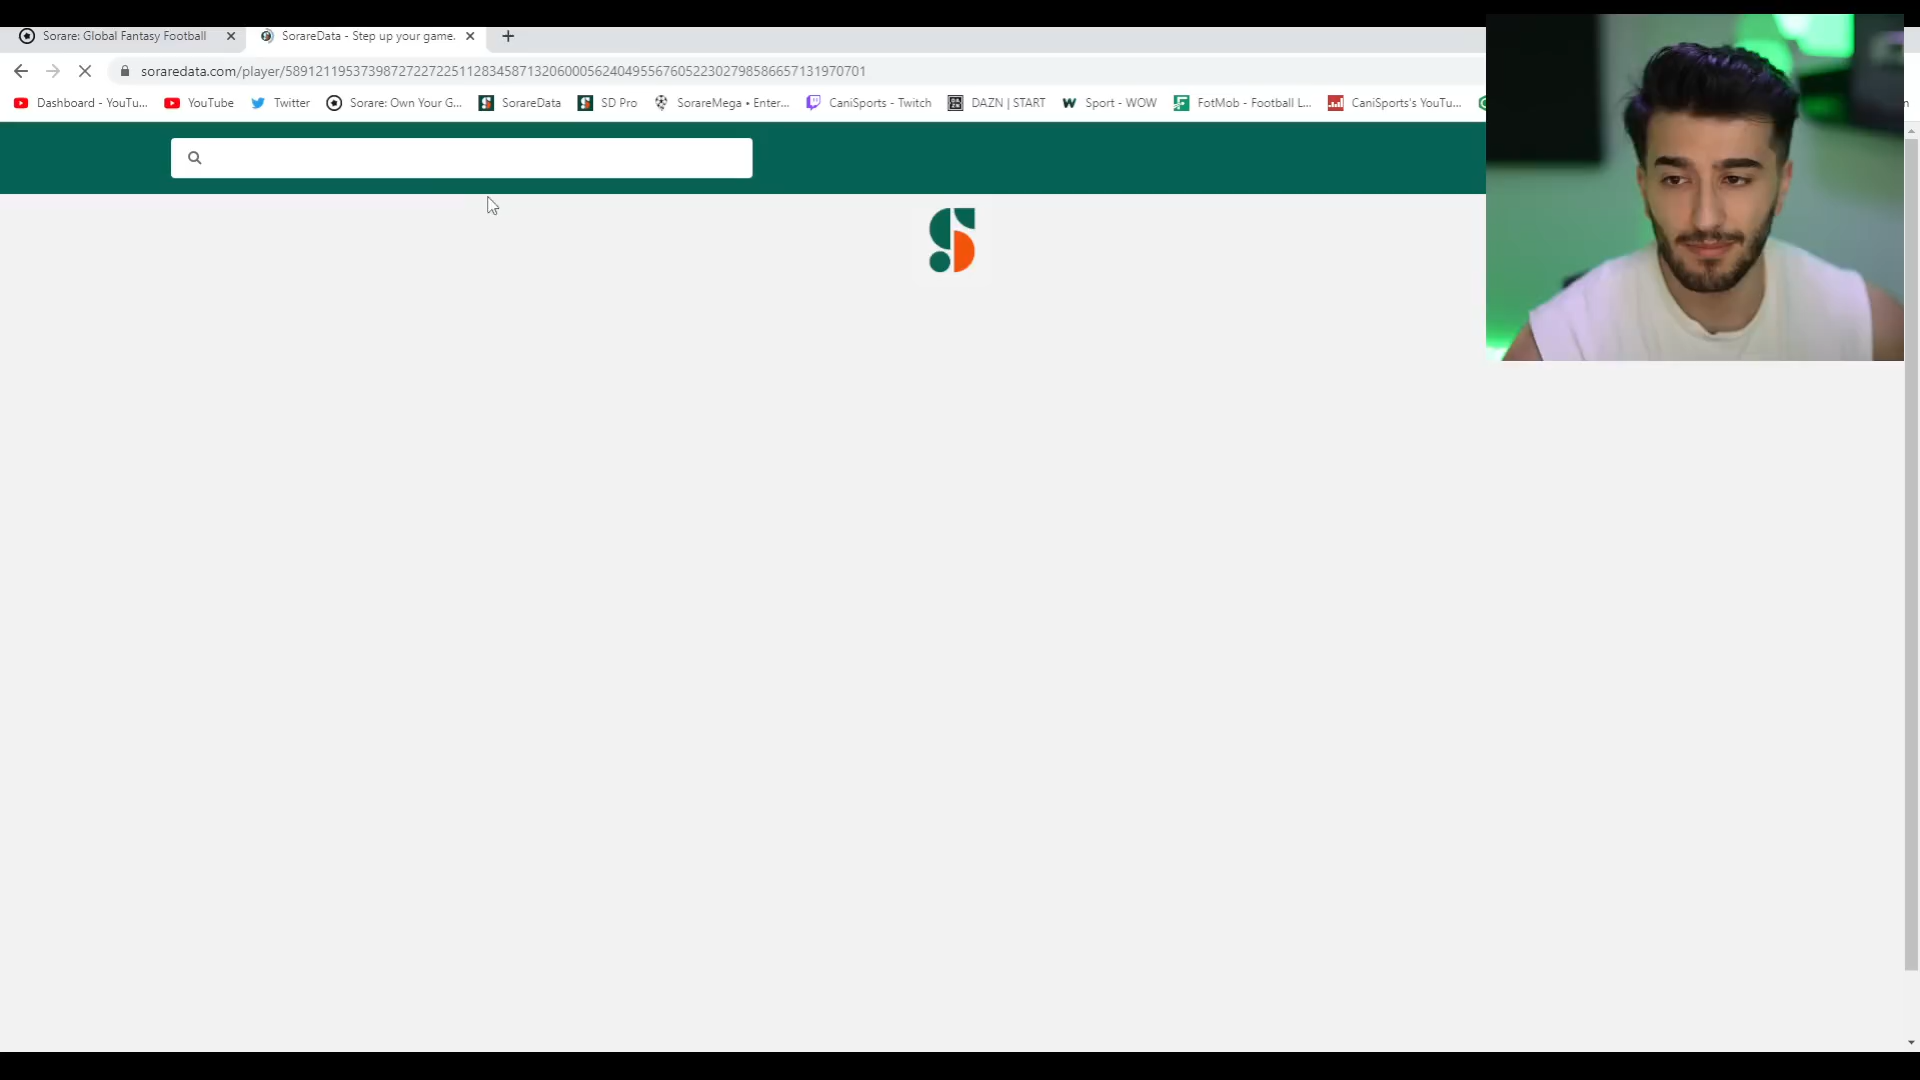 Sorare: Global Fantasy Football
SorareData - Step up your game.
soraredata.com/player/58912119537398727227225112834587132060005624049556760522302798586657131970701
Dashboard - YouTu...
YouTube
Twitter
Sorare: Own Your G...
SorareData
SD Pro
SorareMega • Enter...
CaniSports - Twitch
DAZN | START
Sport - WOW
FotMob - Football L...
CaniSports's YouTu...